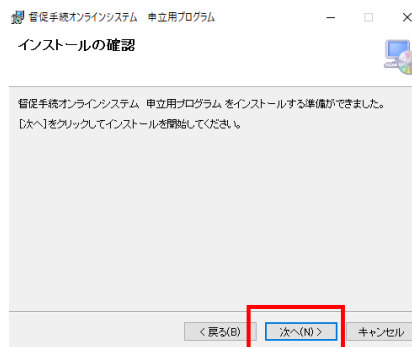 督促手続オンラインシステム　申立用プログラム
インストールの確認
督促手続オンラインシステム　申立用プログラム をインストールする準備ができました。
[次へ]をクリックしてインストールを開始してください。
< 戻る(B)
次へ(N) >
キャンセル